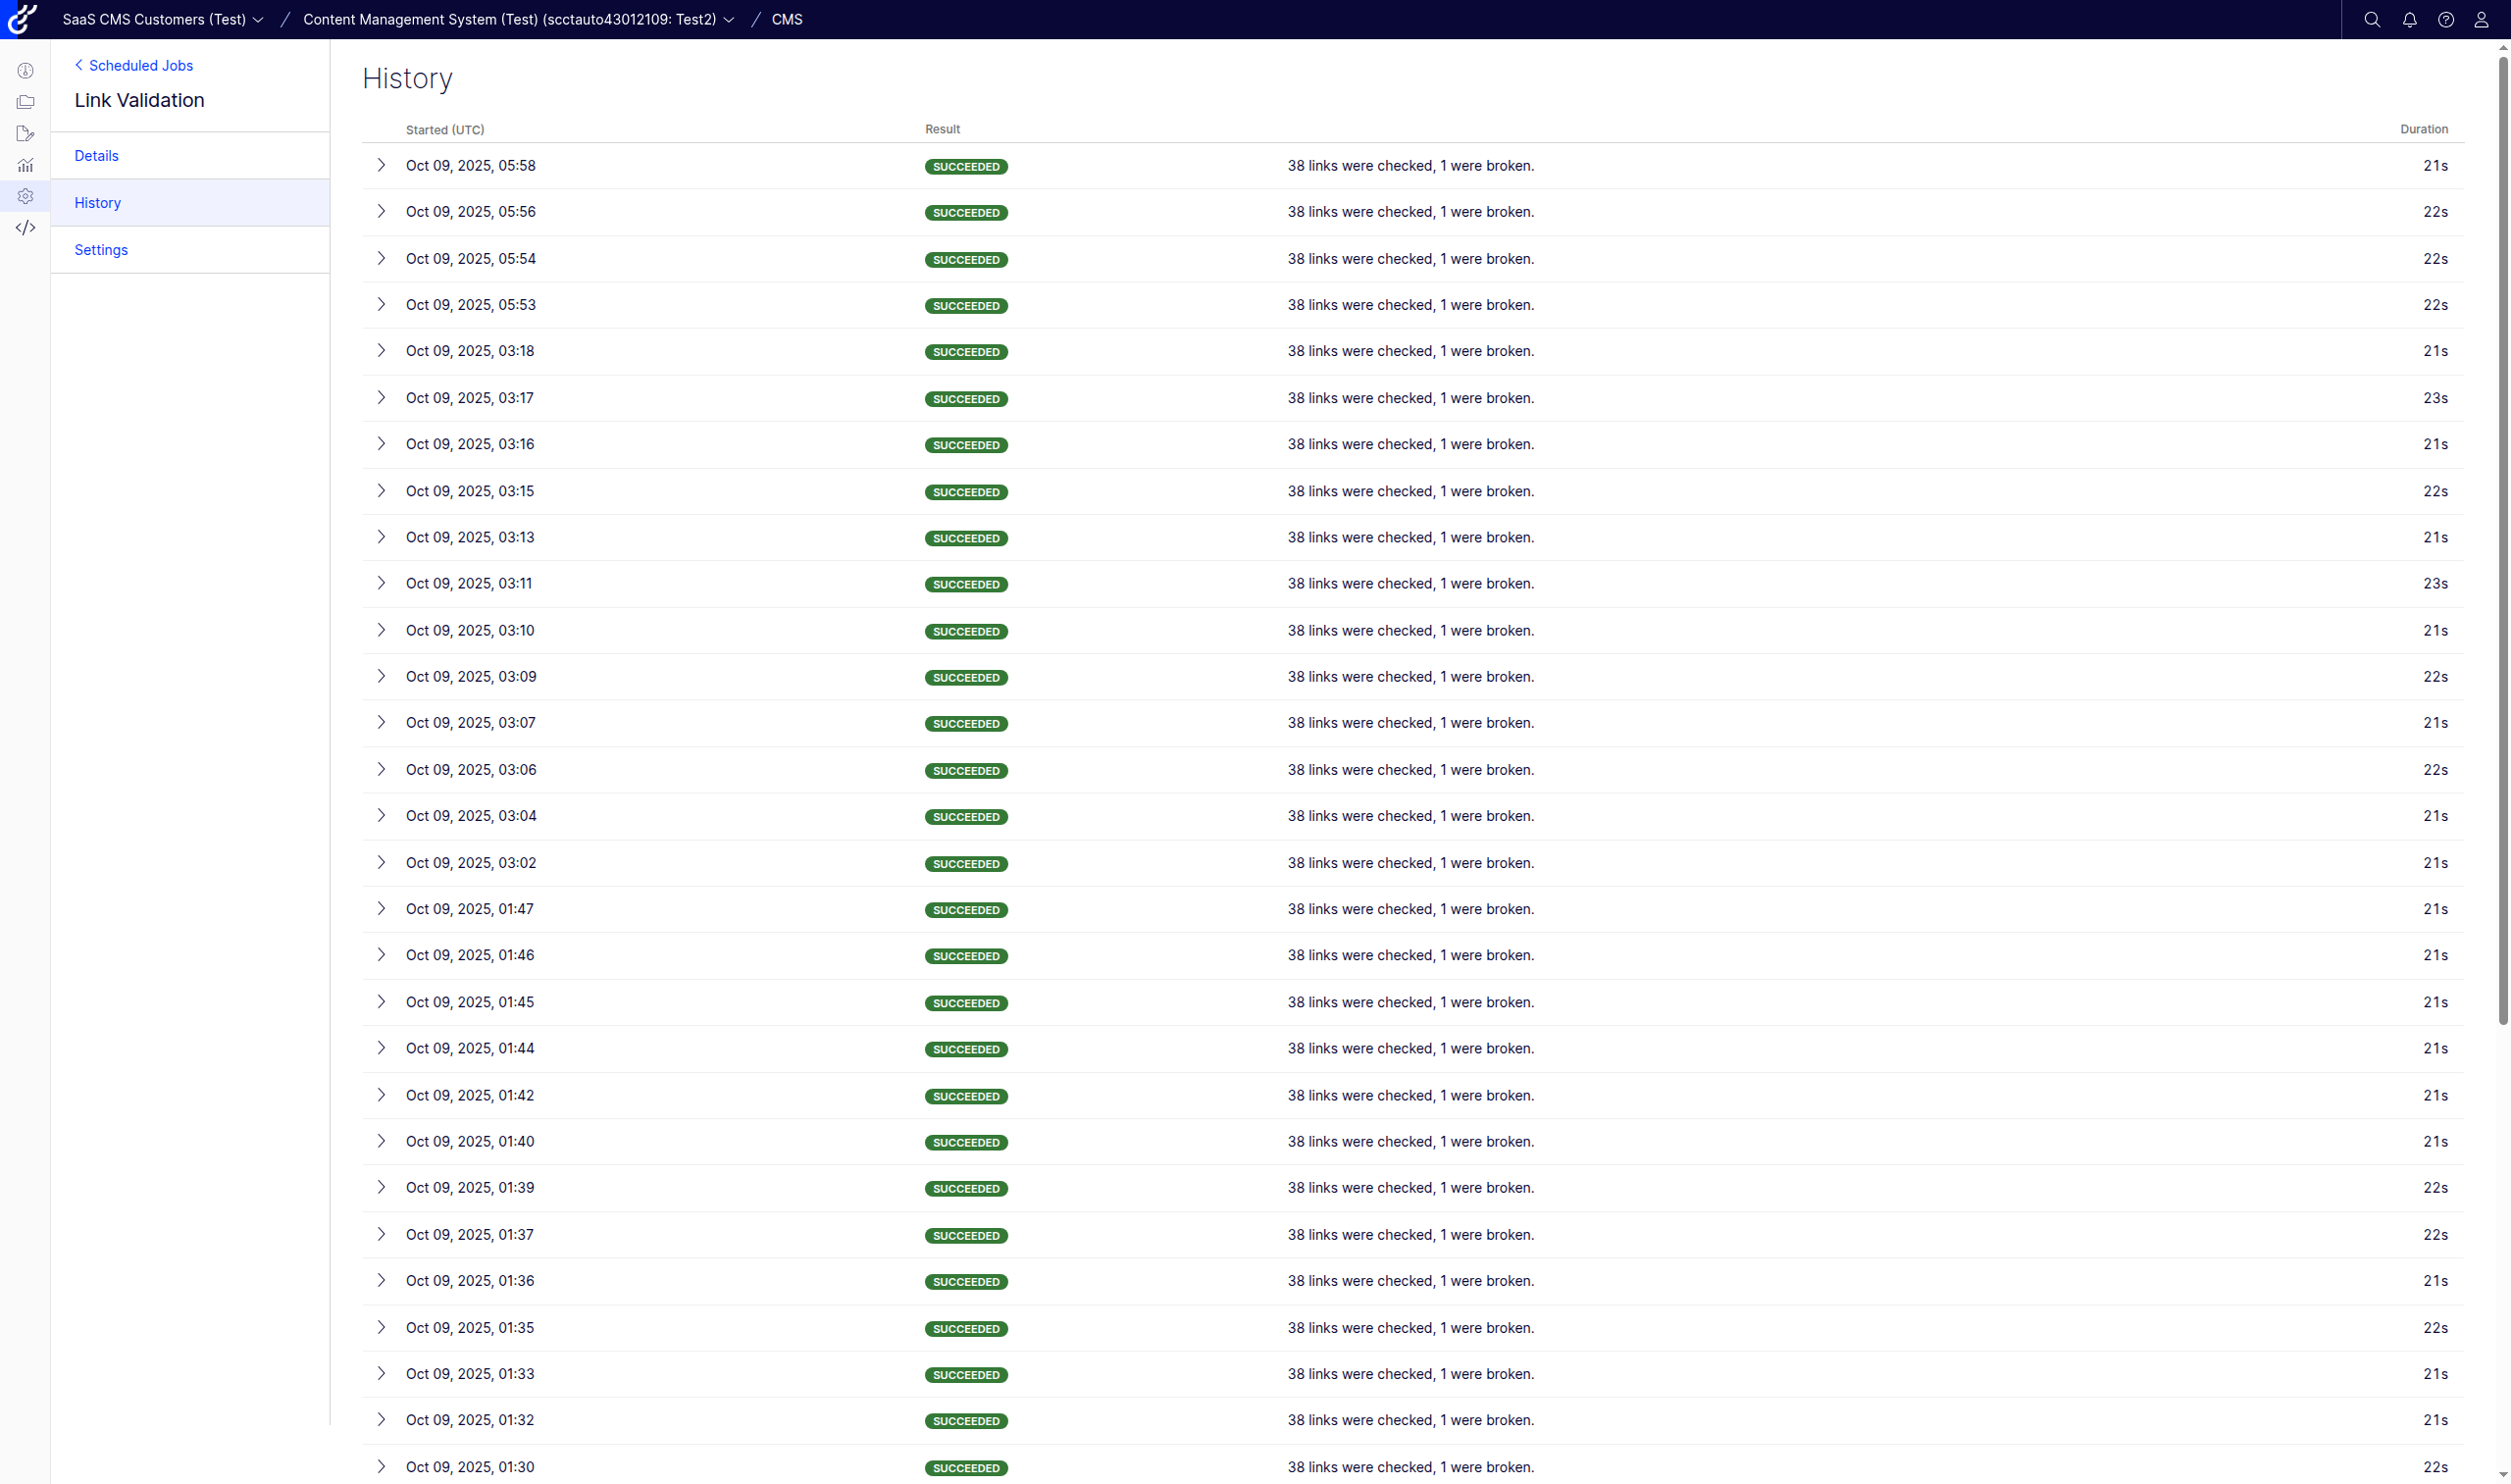 SaaS CMS Customers (Test) / Content Management System (Test) (scctauto43012109: Test2) / CMS
Scheduled Jobs
Link Validation
Details
History
Settings
History
Started (UTC) Result Duration
Oct 09, 2025, 05:58 SUCCEEDED 38 links were checked, 1 were broken. 21s
Oct 09, 2025, 05:56 SUCCEEDED 38 links were checked, 1 were broken. 22s
Oct 09, 2025, 05:54 SUCCEEDED 38 links were checked, 1 were broken. 22s
Oct 09, 2025, 05:53 SUCCEEDED 38 links were checked, 1 were broken. 22s
Oct 09, 2025, 03:18 SUCCEEDED 38 links were checked, 1 were broken. 21s
Oct 09, 2025, 03:17 SUCCEEDED 38 links were checked, 1 were broken. 23s
Oct 09, 2025, 03:16 SUCCEEDED 38 links were checked, 1 were broken. 21s
Oct 09, 2025, 03:15 SUCCEEDED 38 links were checked, 1 were broken. 22s
Oct 09, 2025, 03:13 SUCCEEDED 38 links were checked, 1 were broken. 21s
Oct 09, 2025, 03:11 SUCCEEDED 38 links were checked, 1 were broken. 23s
Oct 09, 2025, 03:10 SUCCEEDED 38 links were checked, 1 were broken. 21s
Oct 09, 2025, 03:09 SUCCEEDED 38 links were checked, 1 were broken. 22s
Oct 09, 2025, 03:07 SUCCEEDED 38 links were checked, 1 were broken. 21s
Oct 09, 2025, 03:06 SUCCEEDED 38 links were checked, 1 were broken. 22s
Oct 09, 2025, 03:04 SUCCEEDED 38 links were checked, 1 were broken. 21s
Oct 09, 2025, 03:02 SUCCEEDED 38 links were checked, 1 were broken. 21s
Oct 09, 2025, 01:47 SUCCEEDED 38 links were checked, 1 were broken. 21s
Oct 09, 2025, 01:46 SUCCEEDED 38 links were checked, 1 were broken. 21s
Oct 09, 2025, 01:45 SUCCEEDED 38 links were checked, 1 were broken. 21s
Oct 09, 2025, 01:44 SUCCEEDED 38 links were checked, 1 were broken. 21s
Oct 09, 2025, 01:42 SUCCEEDED 38 links were checked, 1 were broken. 21s
Oct 09, 2025, 01:40 SUCCEEDED 38 links were checked, 1 were broken. 21s
Oct 09, 2025, 01:39 SUCCEEDED 38 links were checked, 1 were broken. 22s
Oct 09, 2025, 01:37 SUCCEEDED 38 links were checked, 1 were broken. 22s
Oct 09, 2025, 01:36 SUCCEEDED 38 links were checked, 1 were broken. 21s
Oct 09, 2025, 01:35 SUCCEEDED 38 links were checked, 1 were broken. 22s
Oct 09, 2025, 01:33 SUCCEEDED 38 links were checked, 1 were broken. 21s
Oct 09, 2025, 01:32 SUCCEEDED 38 links were checked, 1 were broken. 21s
Oct 09, 2025, 01:30 SUCCEEDED 38 links were checked, 1 were broken. 22s